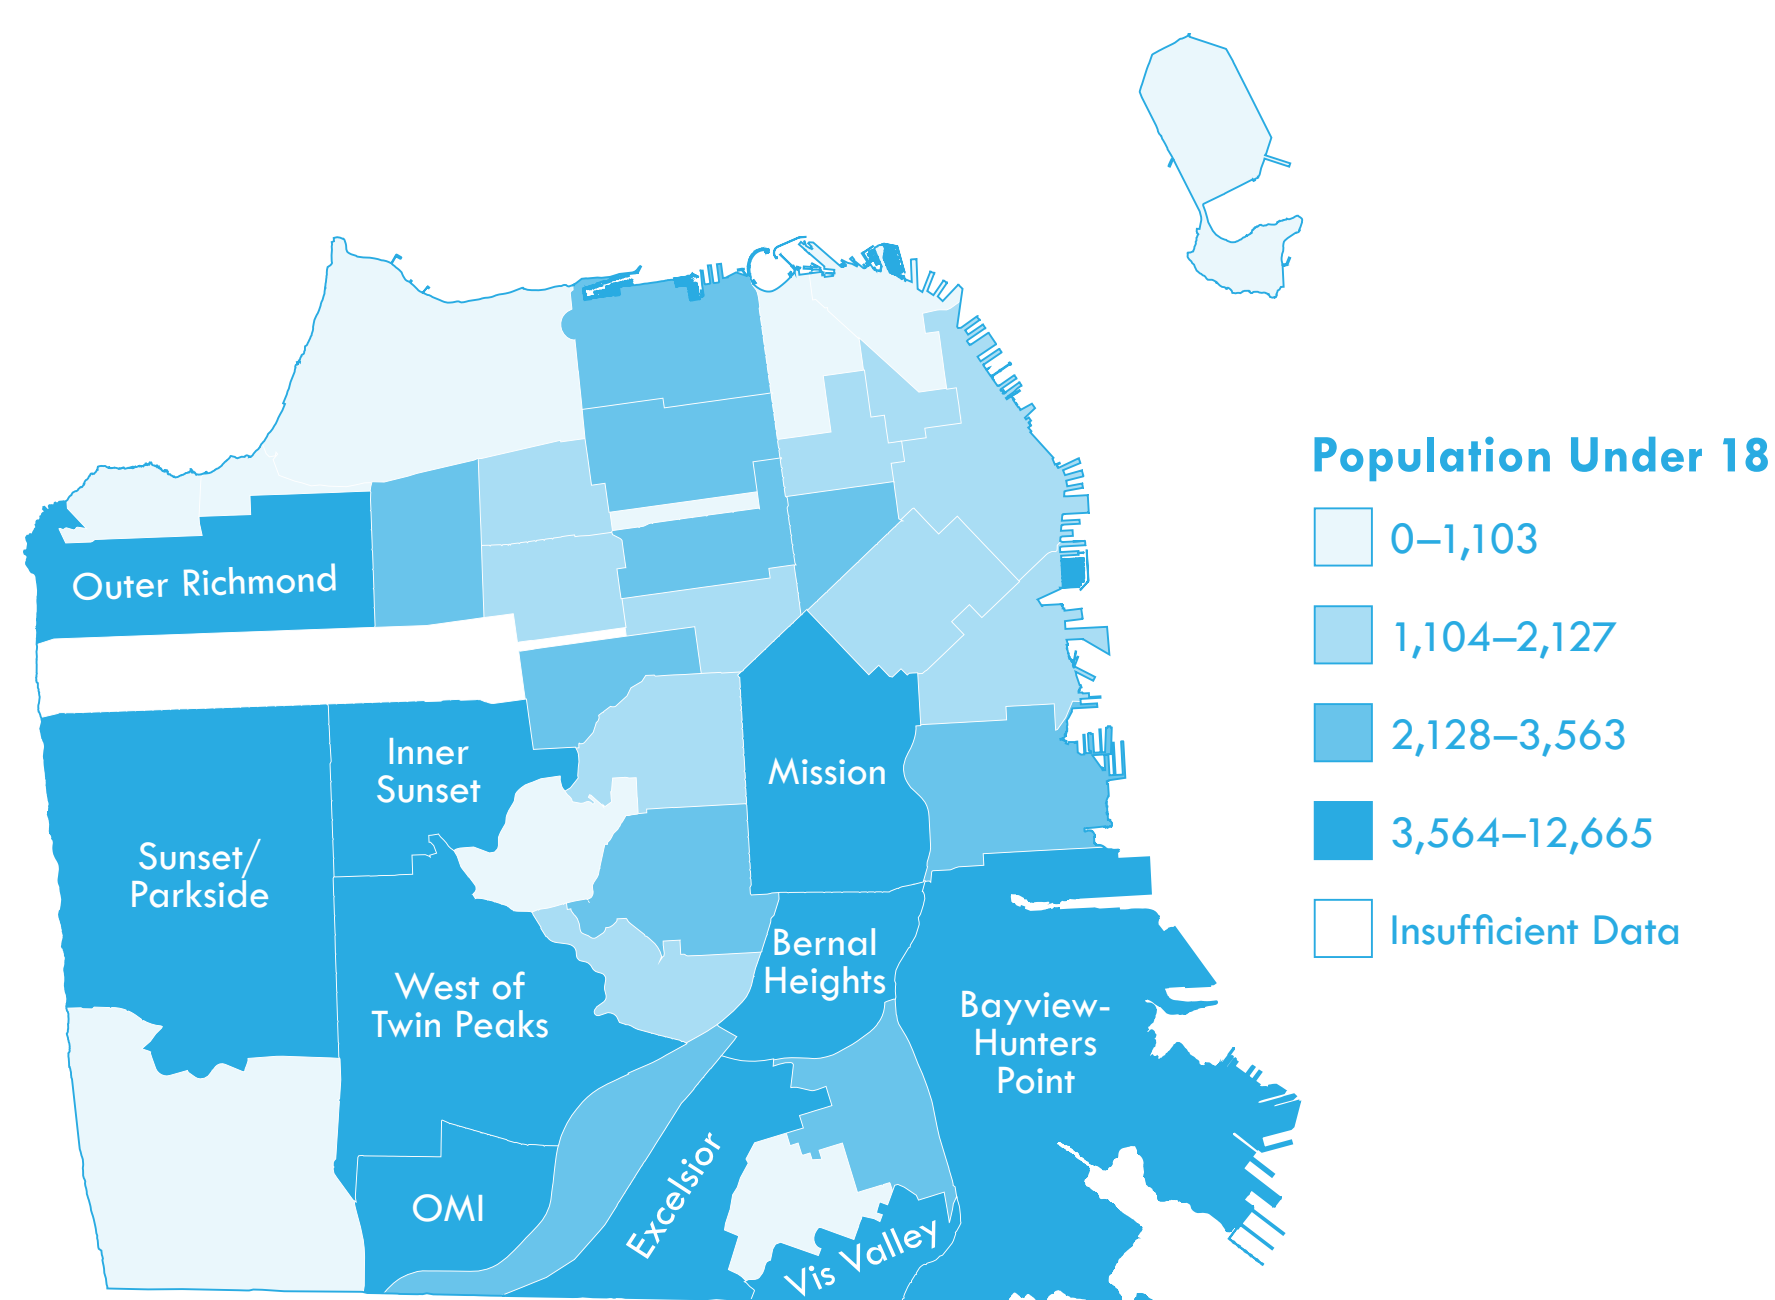 Population Under 18
0–1,103
1,104–2,127
2,128–3,563
3,564–12,665
Insufficient Data
Outer Richmond
Inner
Sunset
Mission
Sunset/
Parkside
Bernal
Heights
West of
Twin Peaks
Bayview-
Hunters
Point
Excelsior
OMI
Vis Valley